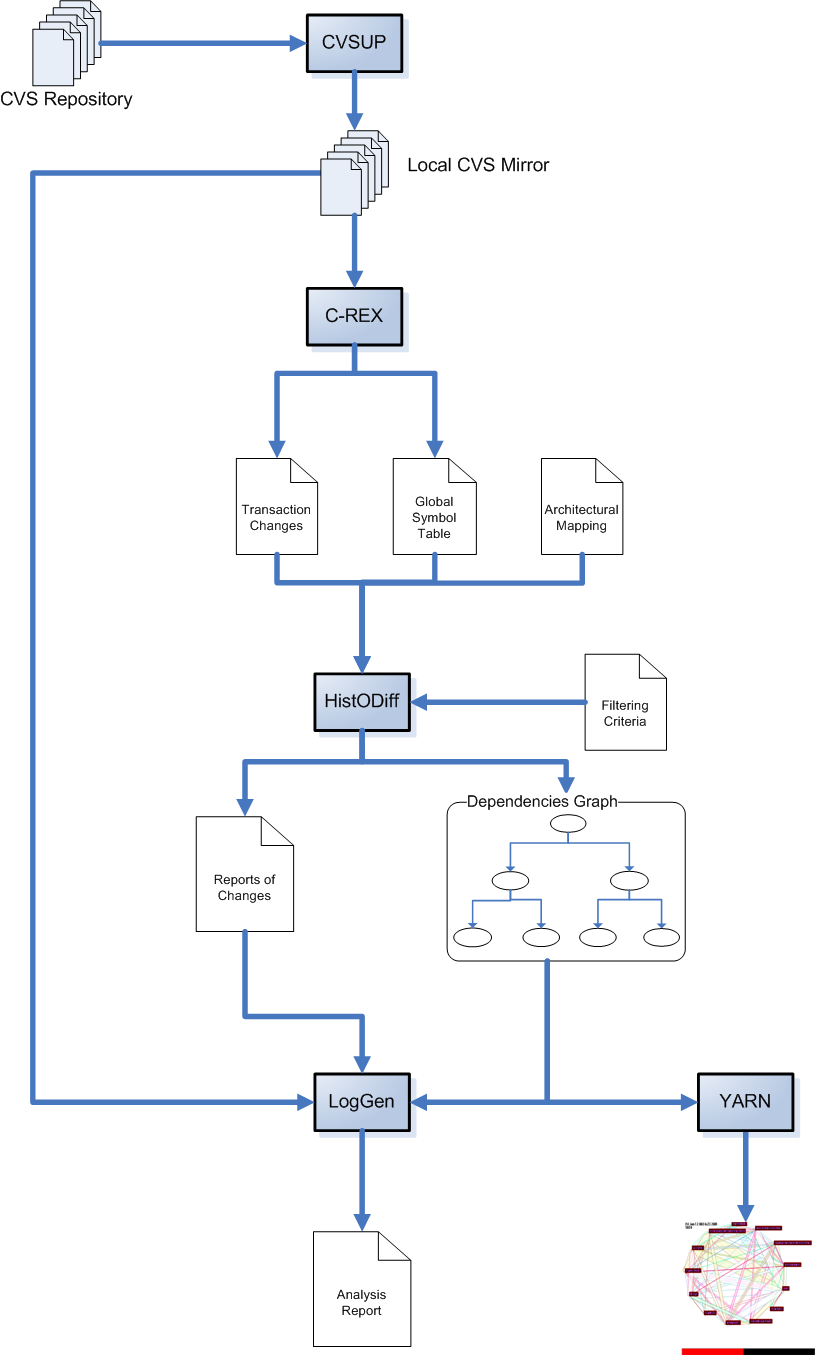 CVSUP
CVS Repository
Local CVS Mirror
C-REX
Transaction
Changes
Global
Symbol
Table
Architectural
Mapping
HistODiff
Filtering
Criteria
Dependencies Graph
Reports of
Changes
LogGen
YARN
Analysis
Report